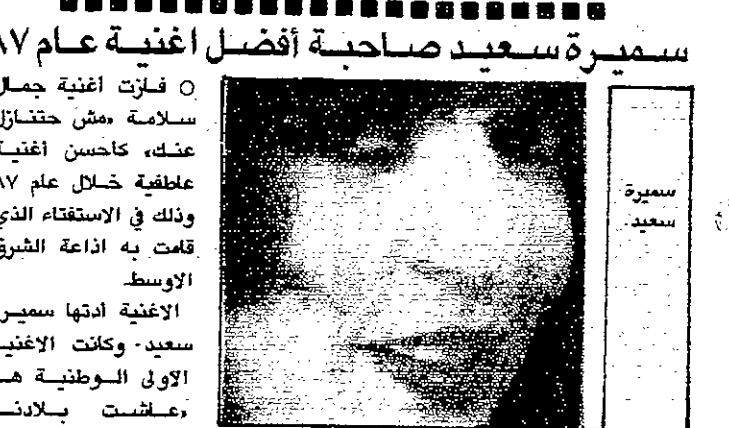 سميرة سعيد صاحبة أفضل اغنية عام ٨٧
○ فازت اغنية جمال
سلامة «مش حتنازل
عنك» كأحسن اغنية
عاطفية خلال عام ٨٧
وذلك في الاستفتاء الذي
قامت به اذاعة الشرق
الاوسط.
الاغنية أدتها سميرة
سعيد - وكانت الاغنية
الاولى الوطنية هـ
«عاشت بلادنـ
سميرة
سعيد.